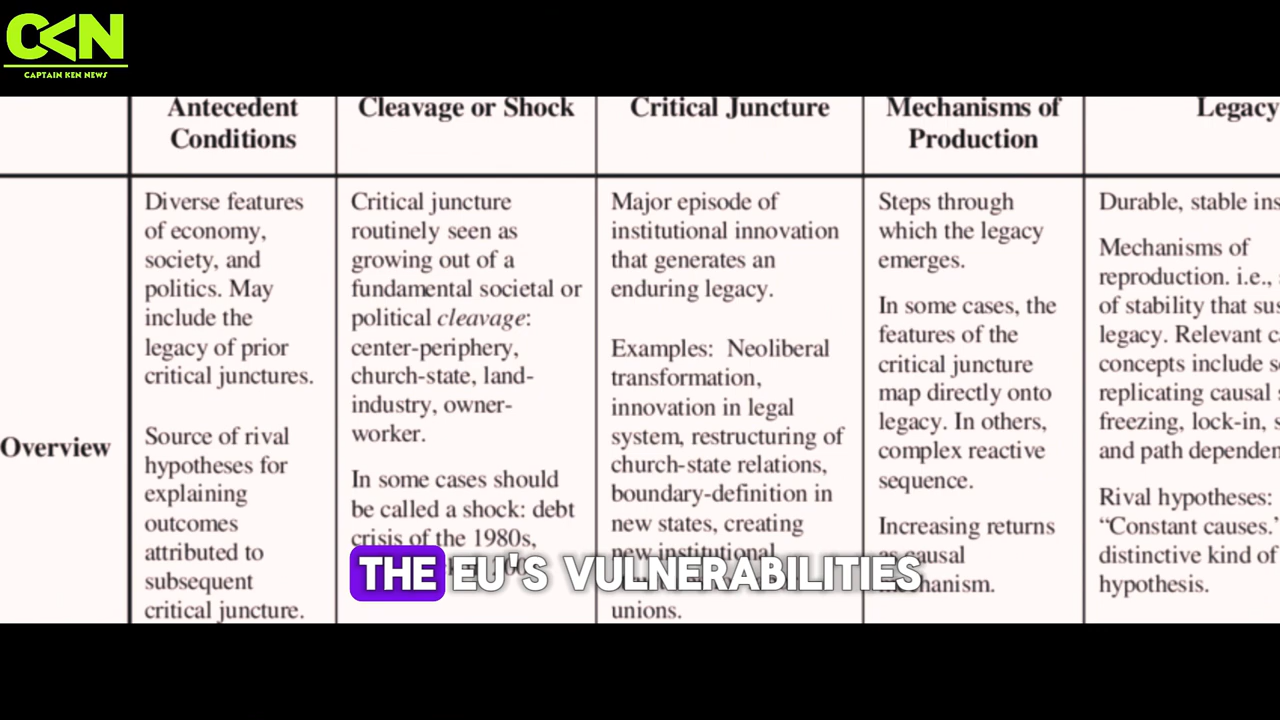 CKN
CAPTAIN KEN NEWS
Antecedent
Conditions
Cleavage or Shock
Critical Juncture
Mechanisms of
Production
Legacy
Overview
Diverse features
of economy,
society, and
politics. May
include the
legacy of prior
critical junctures.
Source of rival
hypotheses for
explaining
outcomes
attributed to
subsequent
critical juncture.
Critical juncture
routinely seen as
growing out of a
fundamental societal or
political cleavage:
center-periphery,
church-state, land-
industry, owner-
worker.
In some cases should
be called a shock: debt
crisis of the 1980s,
Major episode of
institutional innovation
that generates an
enduring legacy.
Examples: Neoliberal
transformation,
innovation in legal
system, restructuring of
church-state relations,
boundary-definition in
new states, creating
new institutional
unions.
Steps through
which the legacy
emerges.
In some cases, the
features of the
critical juncture
map directly onto
legacy. In others,
complex reactive
sequence.
Increasing returns
as causal
mechanism.
Durable, stable ins
Mechanisms of
reproduction. i.e.,
of stability that sus
legacy. Relevant c
concepts include s
replicating causal
freezing, lock-in, s
and path dependen
Rival hypotheses:
“Constant causes.”
distinctive kind of
hypothesis.
THE EU'S VULNERABILITIES